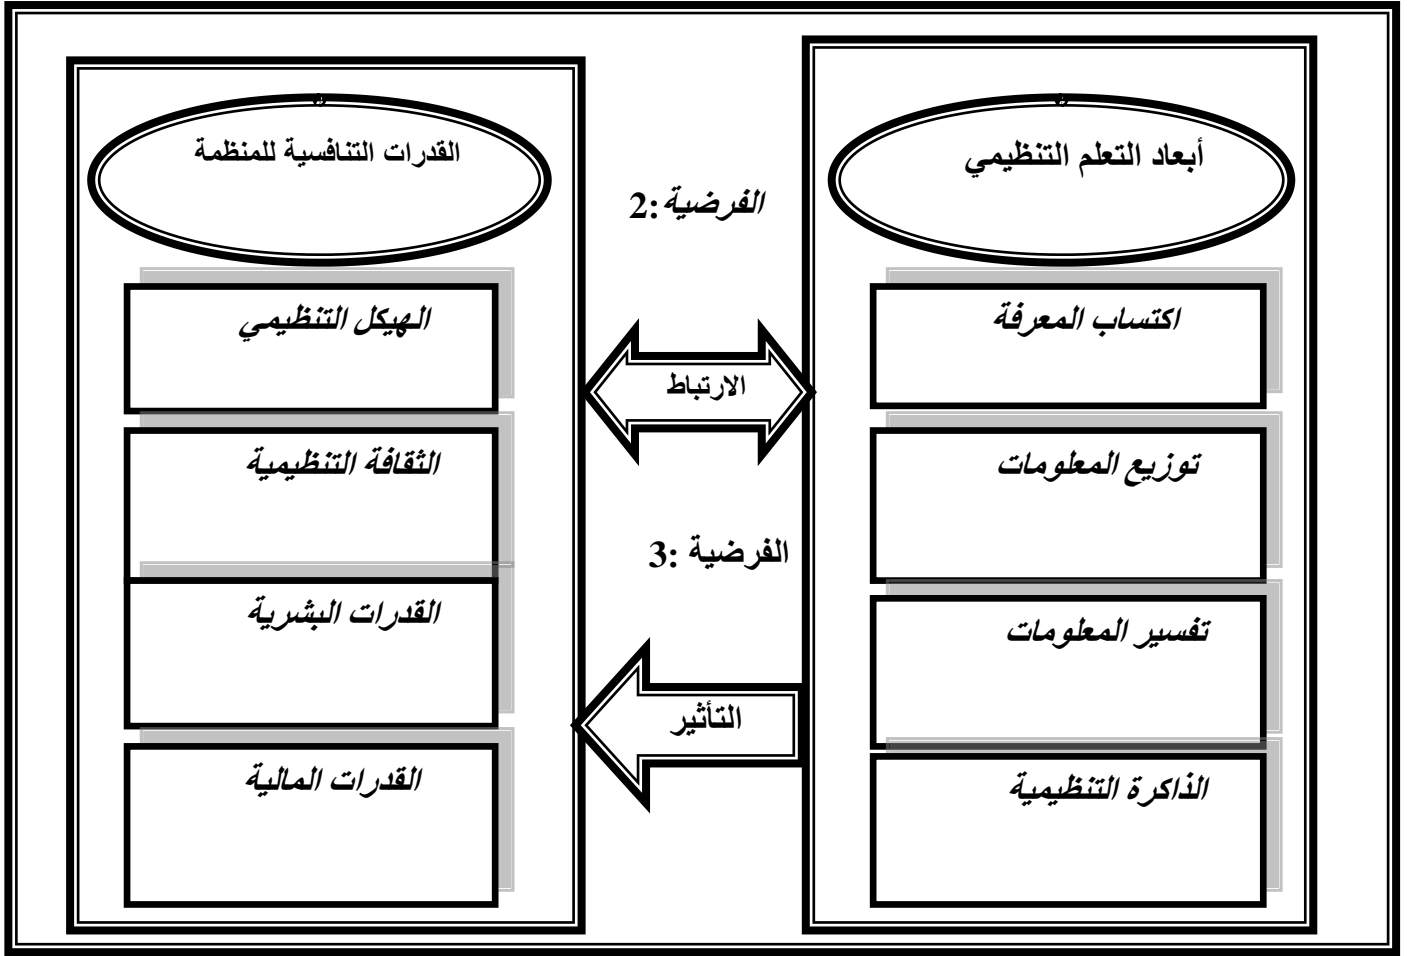 أبعاد التعلم التنظيمي
اكتساب المعرفة
توزيع المعلومات
تفسير المعلومات
الذاكرة التنظيمية
الفرضية :2
الارتباط
الفرضية :3
التأثير
القدرات التنافسية للمنظمة
الهيكل التنظيمي
الثقافة التنظيمية
القدرات البشرية
القدرات المالية